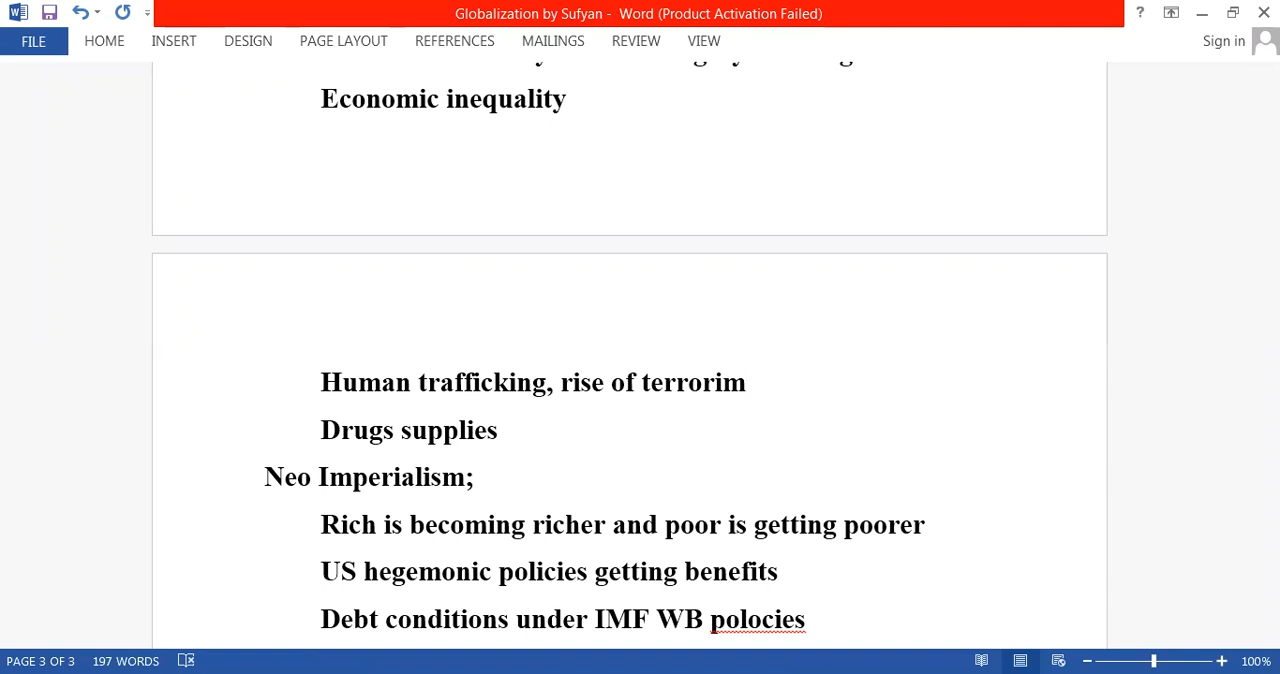 Globalization by Sufyan - Word (Product Activation Failed)
?
FILE HOME INSERT DESIGN PAGE LAYOUT REFERENCES MAILINGS REVIEW VIEW Sign in
Economic inequality
Human trafficking, rise of terrorim
Drugs supplies
Neo Imperialism;
Rich is becoming richer and poor is getting poorer
US hegemonic policies getting benefits
Debt conditions under IMF WB polocies
PAGE 3 OF 3 197 WORDS 100%